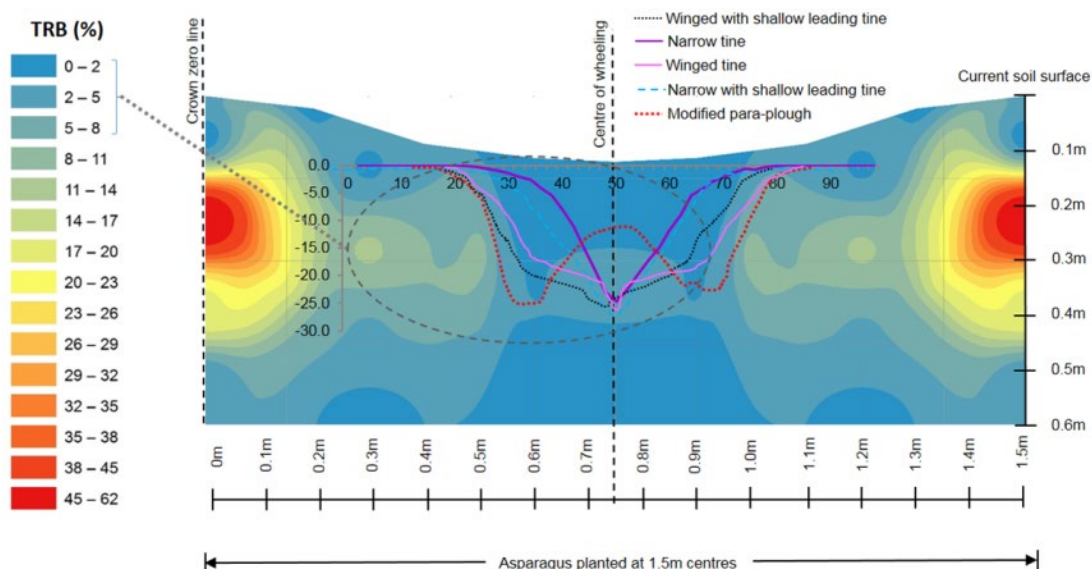 TRB (%)
0 – 2
2 – 5
5 – 8
8 – 11
11 – 14
14 – 17
17 – 20
20 – 23
23 – 26
26 – 29
29 – 32
32 – 35
35 – 38
38 – 45
45 – 62
Crown zero line
Centre of wheeling
Winged with shallow leading tine
Narrow tine
Winged tine
Narrow with shallow leading tine
Modified para-plough
Current soil surface
0.1m
0.2m
0.3m
0.4m
0.5m
0.6m
0.0
-5.0
-10.0
-15.0
-20.0
-25.0
-30.0
0 10 20 30 40 50 60 70 80 90
0m 0.1m 0.2m 0.3m 0.4m 0.5m 0.6m 0.7m 0.8m 0.9m 1.0m 1.1m 1.2m 1.3m 1.4m 1.5m
Asparagus planted at 1.5m centres